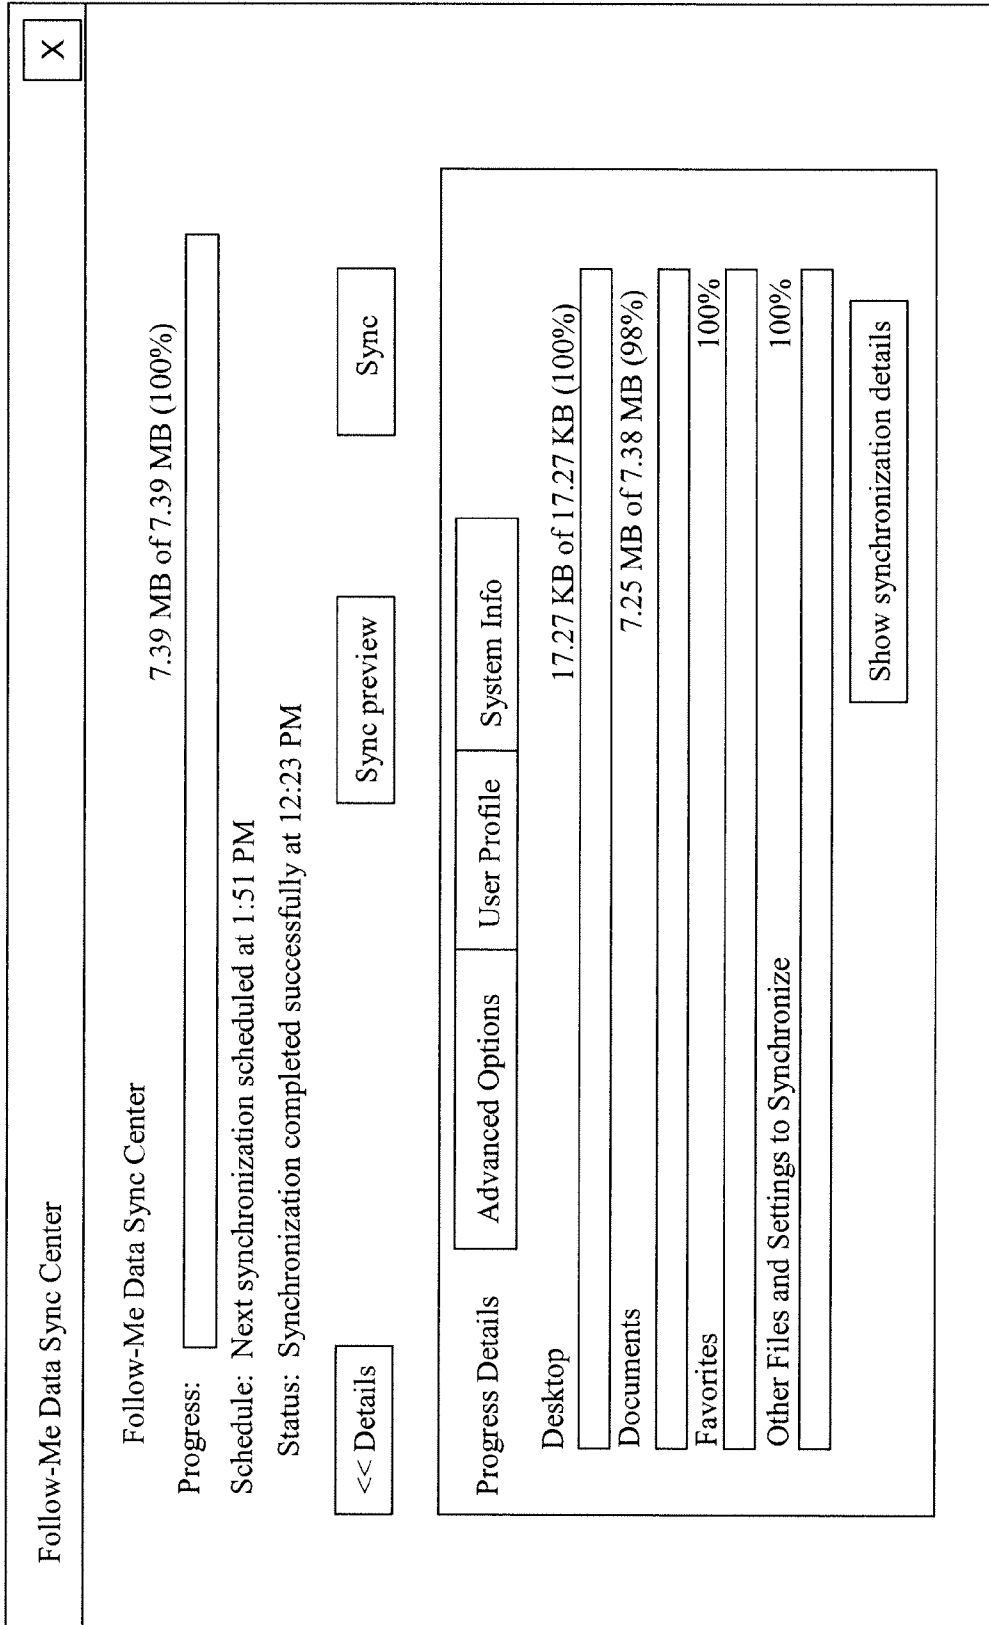 Follow-Me Data Sync Center X
Follow-Me Data Sync Center
7.39 MB of 7.39 MB (100%)
Progress:
Schedule: Next synchronization scheduled at 1:51 PM
Status: Synchronization completed successfully at 12:23 PM
<< Details Sync preview Sync
Progress Details Advanced Options User Profile System Info
Desktop 17.27 KB of 17.27 KB (100%)
Documents 7.25 MB of 7.38 MB (98%)
Favorites 100%
Other Files and Settings to Synchronize 100%
Show synchronization details